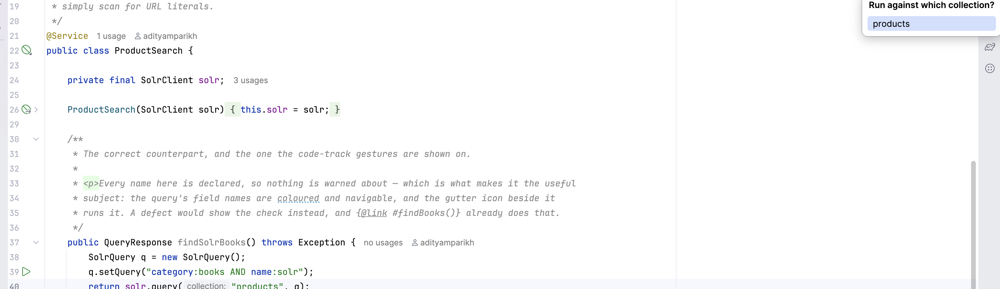 19 * simply scan for URL literals.
20 */
21 @Service 1 usage adityamparikh
22 public class ProductSearch {
23
24 private final SolrClient solr; 3 usages
25
26 ProductSearch(SolrClient solr) { this.solr = solr; }
29
30 /**
31 * The correct counterpart, and the one the code-track gestures are shown on.
32 *
33 * <p>Every name here is declared, so nothing is warned about — which is what makes it the useful
34 * subject: the query's field names are coloured and navigable, and the gutter icon beside it
35 * runs it. A defect would show the check instead, and {@link #findBooks()} already does that.
36 */
37 public QueryResponse findSolrBooks() throws Exception { no usages adityamparikh
38 SolrQuery q = new SolrQuery();
39 q.setQuery("category:books AND name:solr");
40 return solr.query( collection: "products", q);
Run against which collection?
products